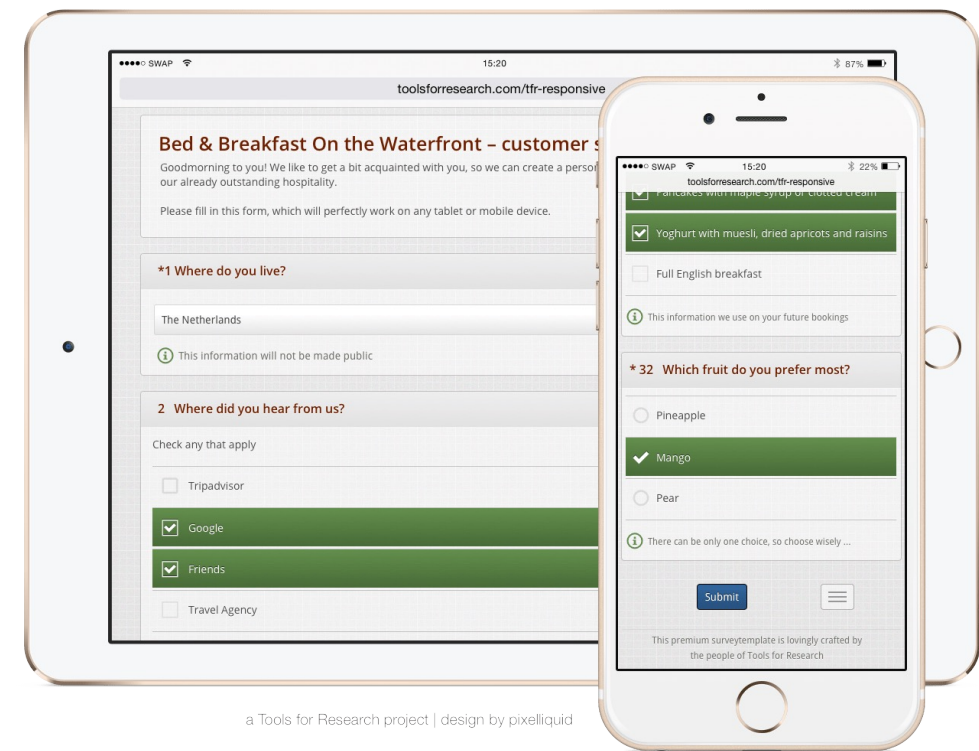 SWAP
15:20
87%
toolsforresearch.com/tfr-responsive
Bed & Breakfast On the Waterfront – customer
Goodmorning to you! We like to get a bit acquainted with you, so we can create a
our already outstanding hospitality.
Please fill in this form, which will perfectly work on any tablet or mobile device.
*1 Where do you live?
The Netherlands
This information will not be made public
2 Where did you hear from us?
Check any that apply
Tripadvisor
Google
Friends
Travel Agency
SWAP
15:20
22%
toolsforresearch.com/tfr-responsive
Pancakes with maple syrup or clotted cream
Yoghurt with muesli, dried apricots and raisins
Full English breakfast
This information we use on your future bookings
* 32 Which fruit do you prefer most?
Pineapple
Mango
Pear
There can be only one choice, so choose wisely ...
Submit
This premium surveytemplate is lovingly crafted by
the people of Tools for Research
a Tools for Research project | design by pixelliquid